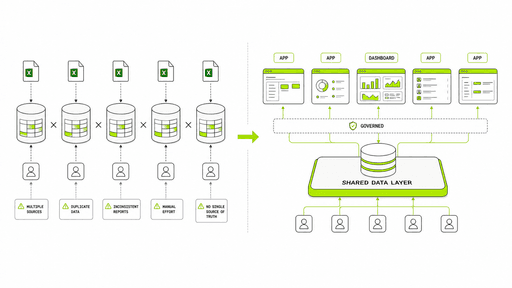 APP
APP
DASHBOARD
APP
APP
GOVERNED
SHARED DATA LAYER
MULTIPLE
SOURCES
DUPLICATE
DATA
INCONSISTENT
REPORTS
MANUAL
EFFORT
NO SINGLE
SOURCE OF
TRUTH